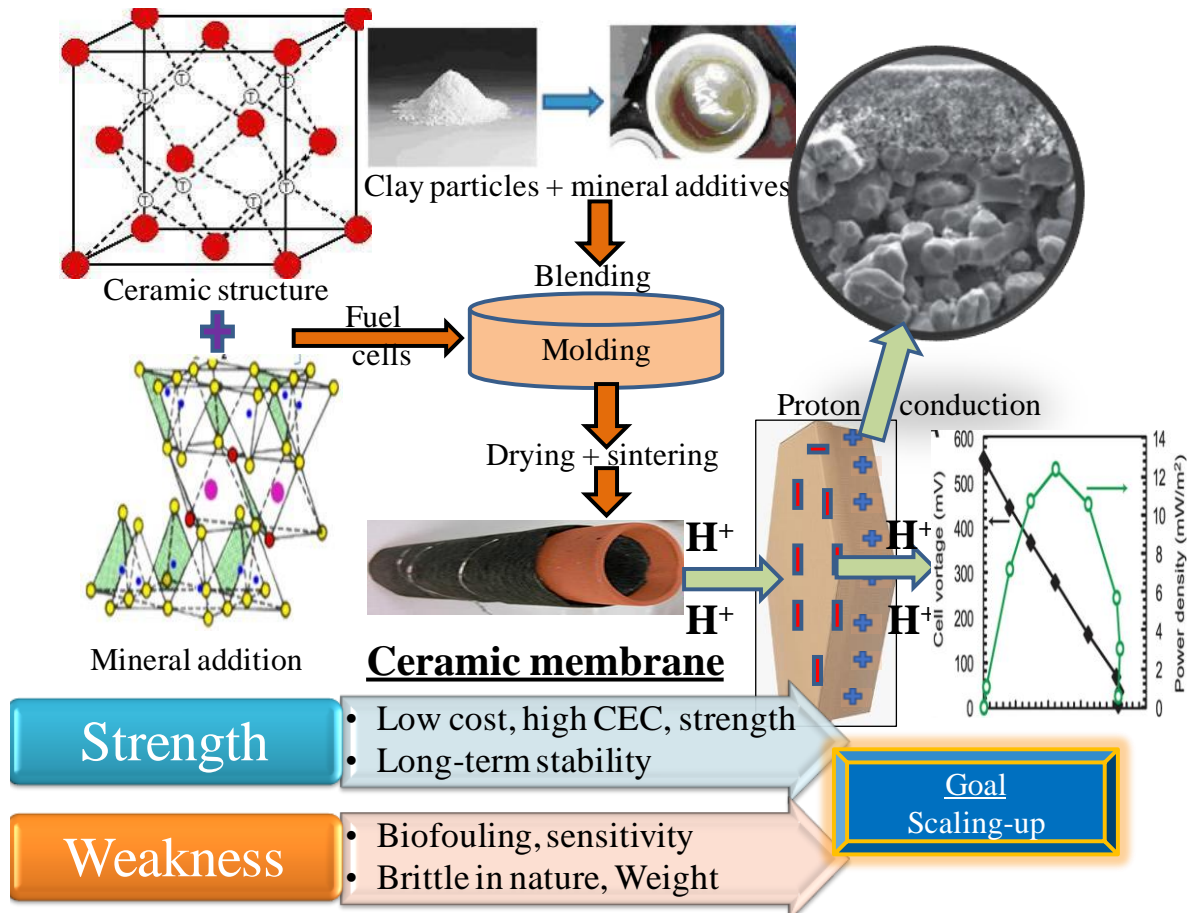 T
T
T
T
T
T
T
T
Ceramic structure
Clay particles + mineral additives
Blending
Fuel
cells
Molding
Drying + sintering
Mineral addition
Ceramic membrane
H+
H+
Proton conduction
H+
H+
Cell vortage (mV)
600
550
500
400
300
200
100
0
Power density (mW/m²)
14
12
10
8
6
4
2
0
Strength
• Low cost, high CEC, strength
• Long-term stability
Weakness
• Biofouling, sensitivity
• Brittle in nature, Weight
Goal
Scaling-up